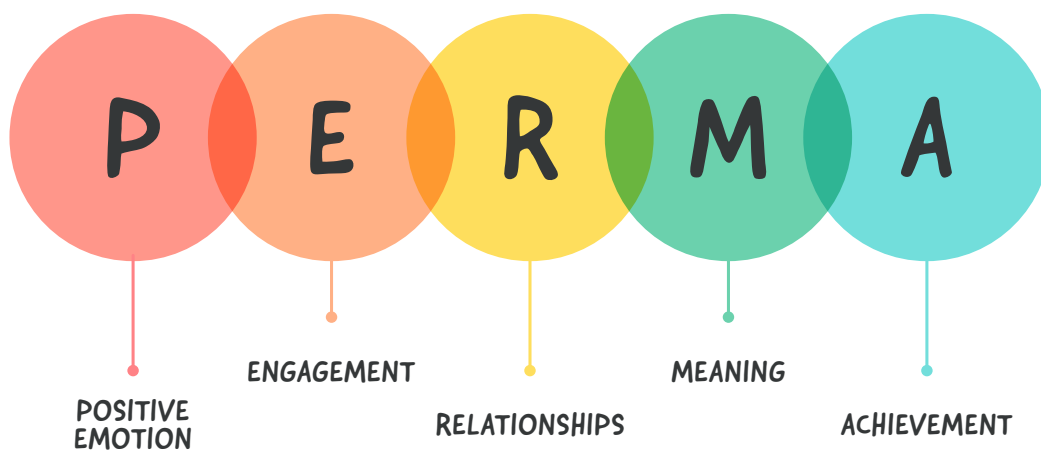 P E R M A
ENGAGEMENT
MEANING
POSITIVE
EMOTION
RELATIONSHIPS
ACHIEVEMENT